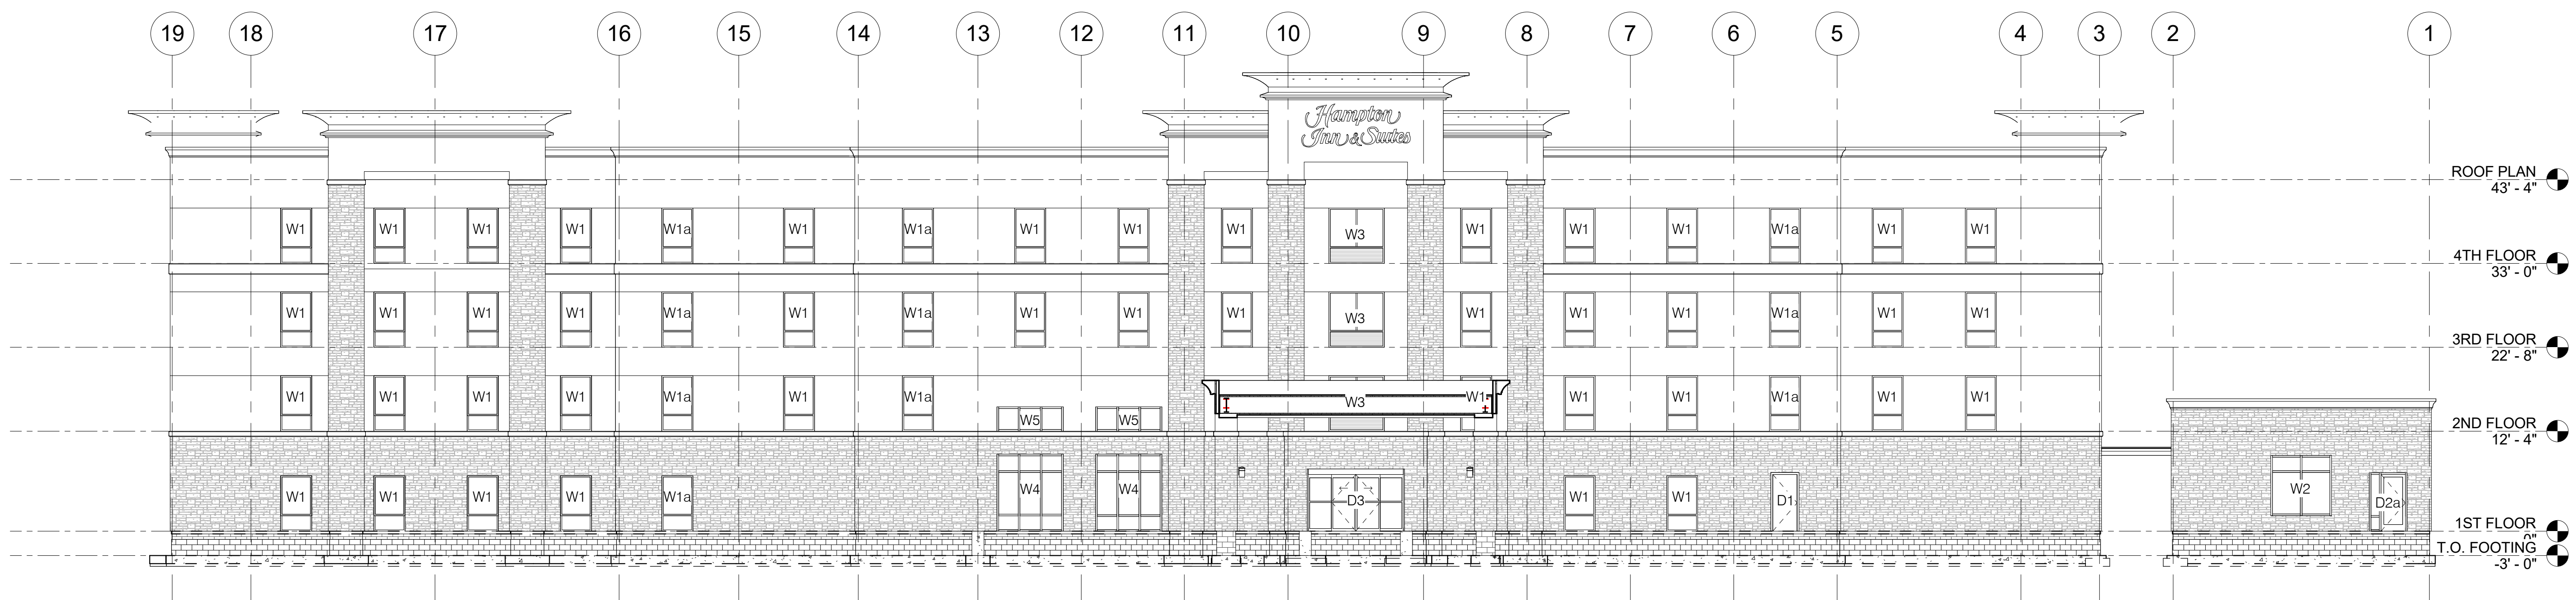 19 18 17 16 15 14 13 12 11 10 9 8 7 6 5 4 3 2 1
Hampton
Inn & Suites
ROOF PLAN
43' - 4"
W1 W1 W1 W1 W1a W1 W1a W1 W1 W1 W3 W1 W1 W1 W1a W1 W1
4TH FLOOR
33' - 0"
W1 W1 W1 W1 W1a W1 W1a W1 W1 W1 W3 W1 W1 W1 W1a W1 W1
3RD FLOOR
22' - 8"
W1 W1 W1 W1 W1a W1 W1a W3 W1 W1 W1 W1a W1 W1
W5 W5
2ND FLOOR
12' - 4"
W1 W1 W1 W1 W1a W4 W4 D3 W1 W1 D1 W2 D2a
1ST FLOOR
0"
T.O. FOOTING
-3' - 0"